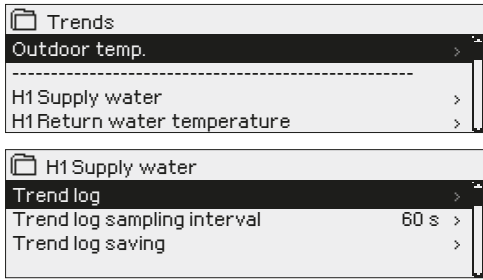 Trends
Outdoor temp. >
----------------------------------------------------
H1 Supply water >
H1 Return water temperature >
H1 Supply water
Trend log >
Trend log sampling interval 60 s >
Trend log saving >